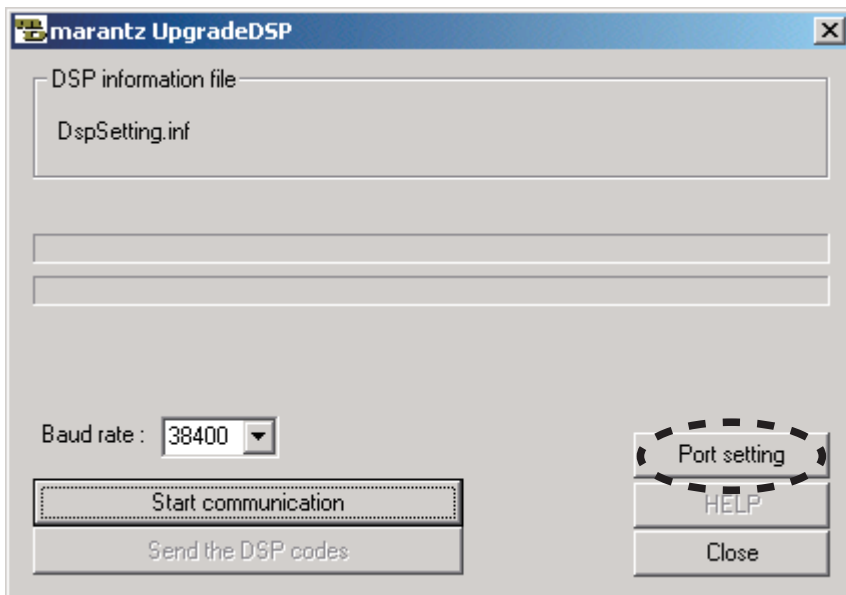 marantz UpgradeDSP
DSP information file
DspSetting.inf
Baud rate : 38400
Port setting
Start communication
HELP
Send the DSP codes
Close